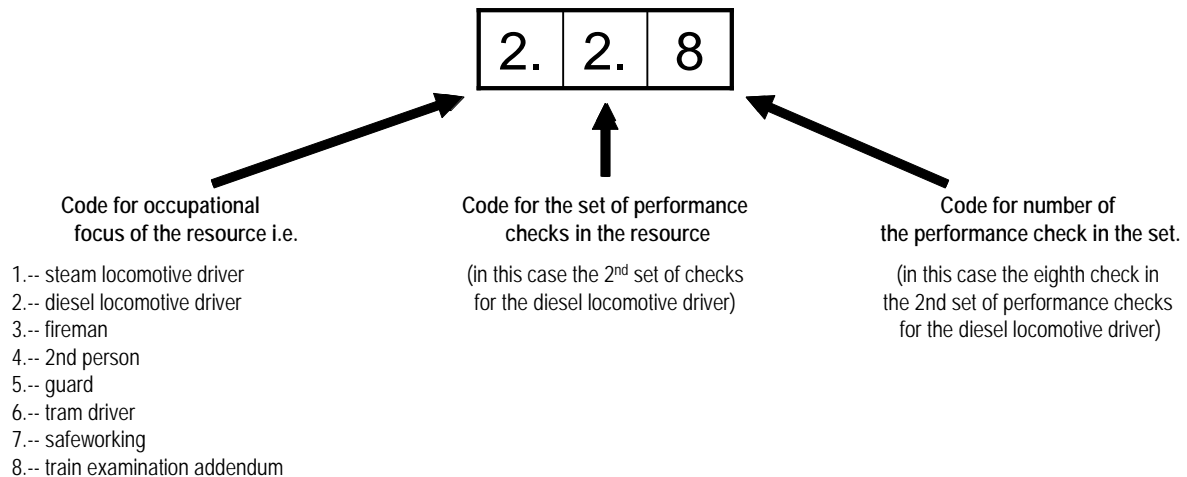 2. 2. 8
Code for occupational
focus of the resource i.e.
1.-- steam locomotive driver
2.-- diesel locomotive driver
3.-- fireman
4.-- 2nd person
5.-- guard
6.-- tram driver
7.-- safeworking
8.-- train examination addendum
Code for the set of performance
checks in the resource
(in this case the 2nd set of checks
for the diesel locomotive driver)
Code for number of
the performance check in the set.
(in this case the eighth check in
the 2nd set of performance checks
for the diesel locomotive driver)